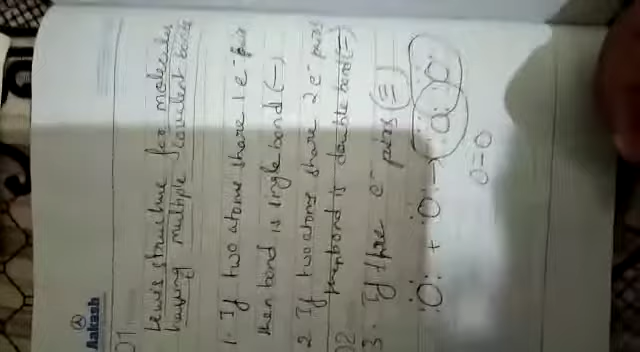 Aakash
01
Lewis structure for molecules
having multiple covalent bonds
1. If two atoms share 1 e⁻ pair
then bond is single bond (—)
2 If two atoms share 2 e⁻ pairs
then bond is double bond (=)
02
3. If three e⁻ pairs (≡)
:Ö: + Ö: → :O: :O:
O=O